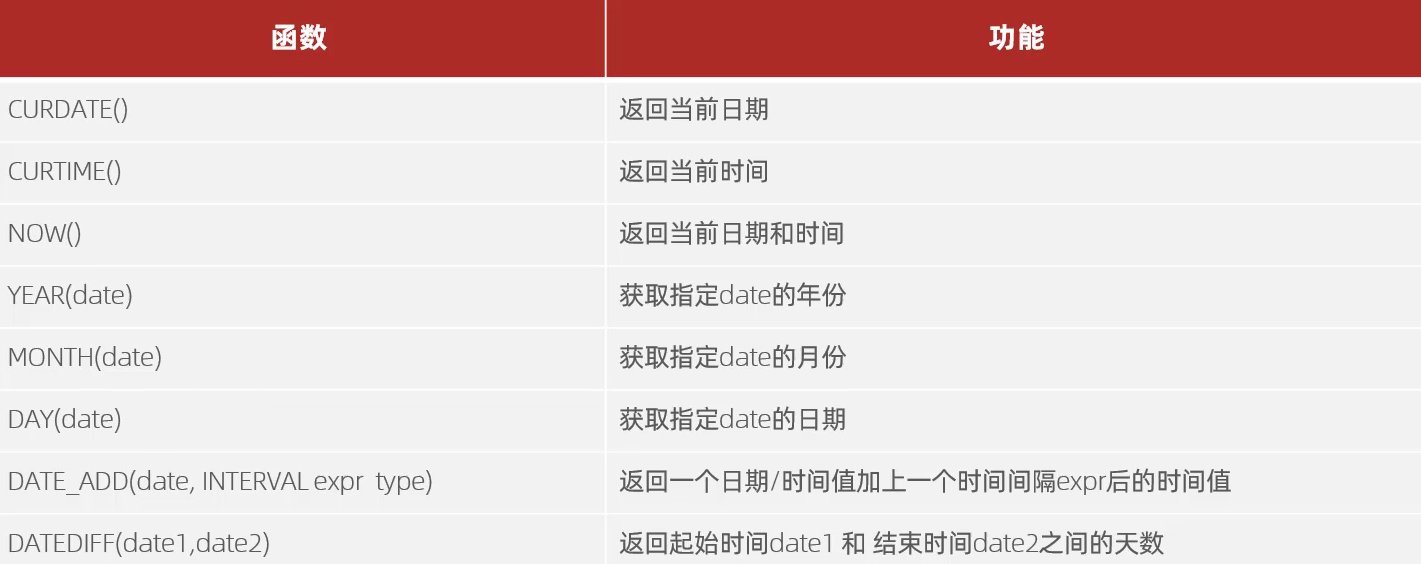 函数 功能
CURDATE() 返回当前日期
CURTIME() 返回当前时间
NOW() 返回当前日期和时间
YEAR(date) 获取指定date的年份
MONTH(date) 获取指定date的月份
DAY(date) 获取指定date的日期
DATE_ADD(date, INTERVAL expr type) 返回一个日期/时间值加上一个时间间隔expr后的时间值
DATEDIFF(date1,date2) 返回起始时间date1 和 结束时间date2之间的天数